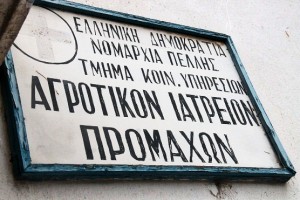 ΕΛΛΗΝΙΚΗ ΔΗΜΟΚΡΑΤΙΑ
ΝΟΜΑΡΧΙΑ ΠΕΛΛΗΣ
ΤΜΗΜΑ ΚΟΙΝ. ΥΠΗΡΕΣΙΩΝ
ΑΓΡΟΤΙΚΟΝ ΙΑΤΡΕΙΟΝ
ΠΡΟΜΑΧΩΝ